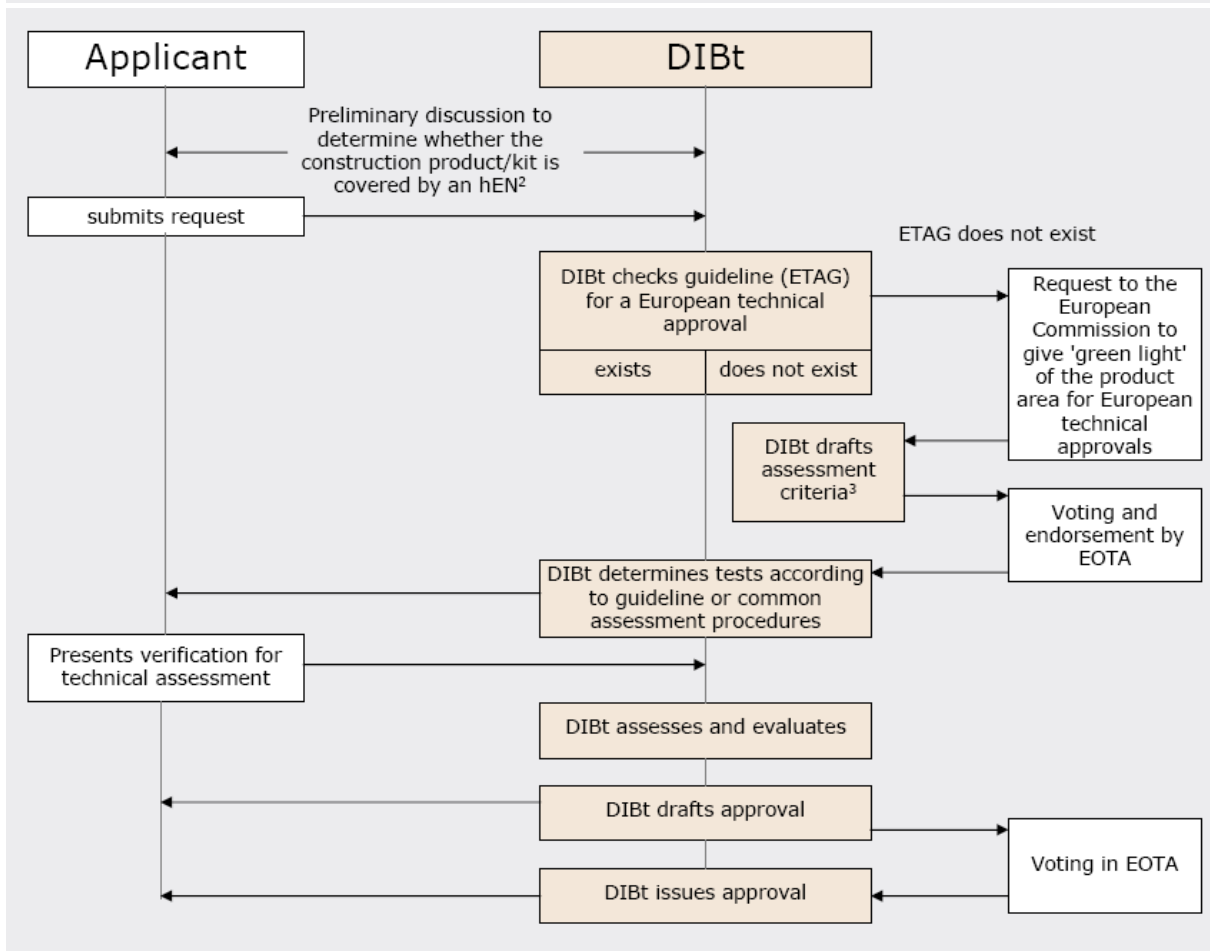 Applicant
DIBt
Preliminary discussion to
determine whether the
construction product/kit is
covered by an hEN²
submits request
ETAG does not exist
DIBt checks guideline (ETAG)
for a European technical
approval
exists
does not exist
Request to the
European
Commission to
give 'green light'
of the product
area for European
technical
approvals
DIBt drafts
assessment
criteria³
Voting and
endorsement by
EOTA
DIBt determines tests according
to guideline or common
assessment procedures
Presents verification for
technical assessment
DIBt assesses and evaluates
DIBt drafts approval
Voting in EOTA
DIBt issues approval